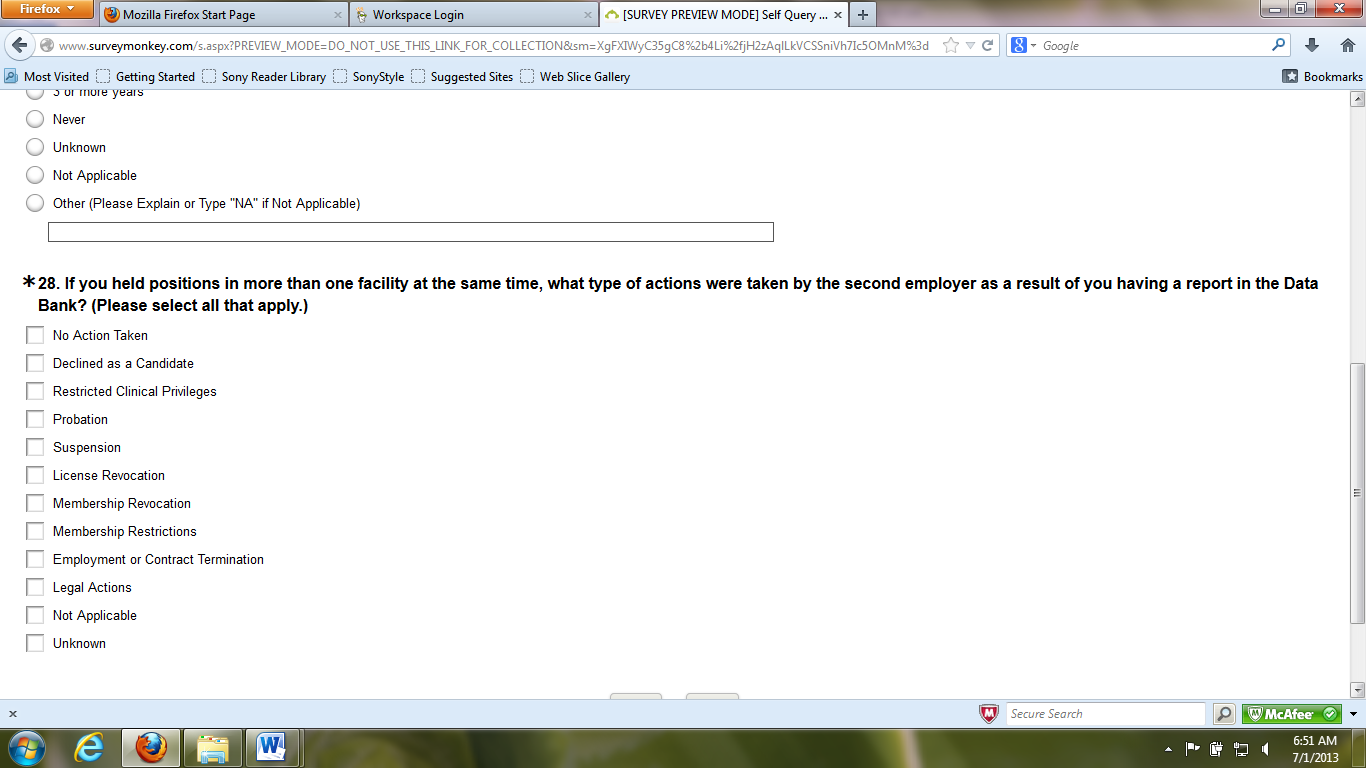 Firefox
Mozilla Firefox Start Page
Workspace Login
[SURVEY PREVIEW MODE] Self Query ...
www.surveymonkey.com/s.aspx?PREVIEW_MODE=DO_NOT_USE_THIS_LINK_FOR_COLLECTION&sm=XgFXIWyC35gC8%2b4Li%2fjH2zAqILkVCSSniVh7Ic5OMnM%3d
Google
Most Visited Getting Started Sony Reader Library SonyStyle Suggested Sites Web Slice Gallery Bookmarks
3 or more years
Never
Unknown
Not Applicable
Other (Please Explain or Type "NA" if Not Applicable)
*28. If you held positions in more than one facility at the same time, what type of actions were taken by the second employer as a result of you having a report in the Data
Bank? (Please select all that apply.)
No Action Taken
Declined as a Candidate
Restricted Clinical Privileges
Probation
Suspension
License Revocation
Membership Revocation
Membership Restrictions
Employment or Contract Termination
Legal Actions
Not Applicable
Unknown
Secure Search
McAfee
6:51 AM
7/1/2013